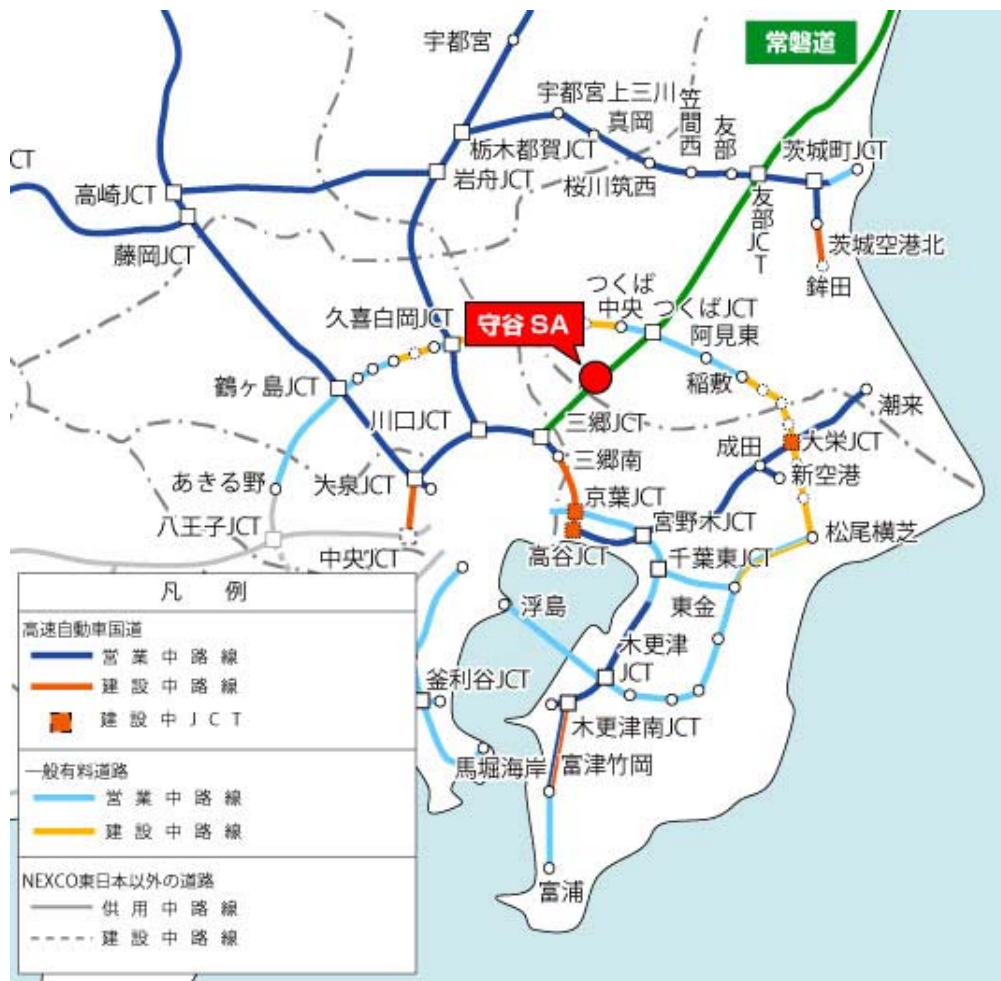 宇都宮
常磐道
宇都宮上三川
真岡
笠間西
友部
茨城町JCT
CT
栃木都賀JCT
岩舟JCT
桜川筑西
高崎JCT
友部JCT
藤岡JCT
茨城空港北
鉾田
つくば
中央
つくばJCT
久喜白岡JCT
守谷SA
阿見東
鶴ヶ島JCT
稲敷
潮来
川口JCT
三郷JCT
大栄JCT
成田
三郷南
新空港
あきる野
大泉JCT
京葉JCT
宮野木JCT
八王子JCT
松尾横芝
中央JCT
高谷JCT
千葉東JCT
浮島
東金
木更津
JCT
釜利谷JCT
木更津南JCT
馬堀海岸
富津竹岡
富浦
凡 例
高速自動車国道
営業中路線
建設中路線
建設中JCT
一般有料道路
営業中路線
建設中路線
NEXCO東日本以外の道路
供用中路線
建設中路線